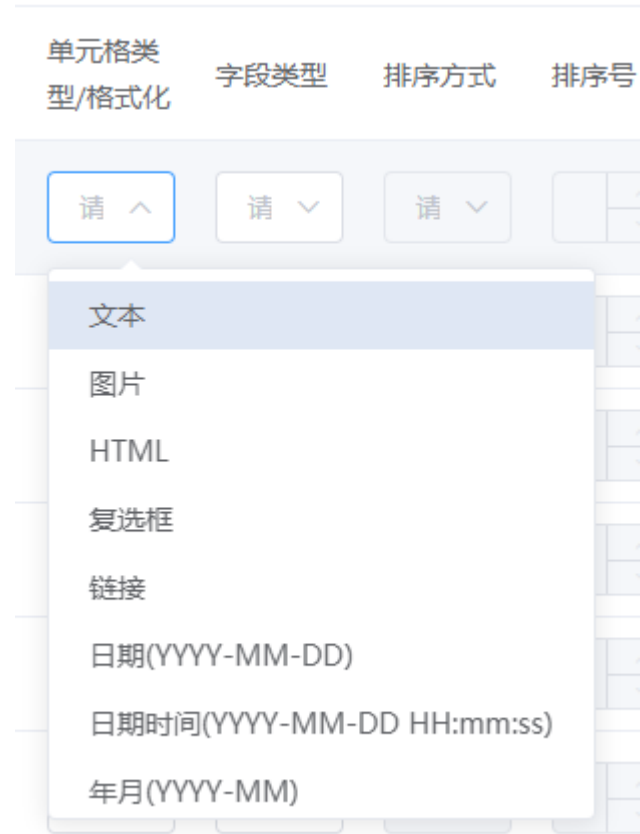 单元格类
型/格式化
字段类型
排序方式
排序号
请
请
请
文本
图片
HTML
复选框
链接
日期(YYYY-MM-DD)
日期时间(YYYY-MM-DD HH:mm:ss)
年月(YYYY-MM)